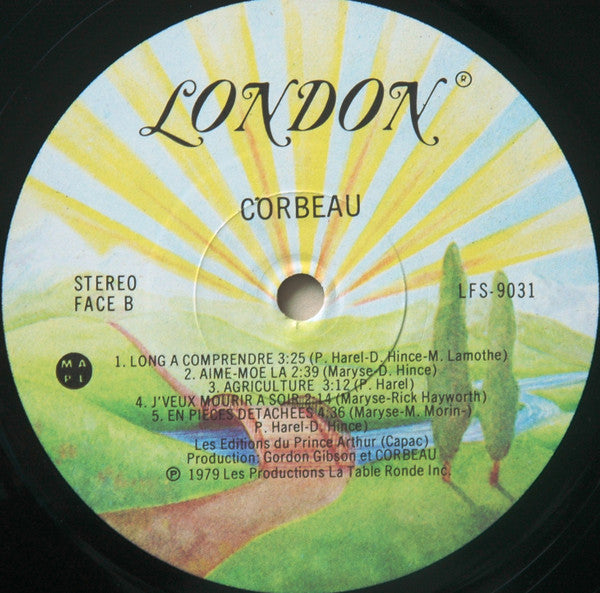 LONDON®
CORBEAU
STEREO
FACE B
LFS-9031
MA
PL
1. LONG A COMPRENDRE 3:25 (P. Harel-D. Hince-M. Lamothe)
2. AIME-MOE LA 2:39 (Maryse-D. Hince)
3. AGRICULTURE 3:12 (P. Harel)
4. J'VEUX MOURIR A SOIR 2:14 (Maryse-Rick Hayworth)
5. EN PIECES DETACHEES 4:36 (Maryse-M. Morin-)
P. Harel-D. Hince)
Les Editions du Prince Arthur (Capac)
Production: Gordon Gibson et CORBEAU
℗ 1979 Les Productions La Table Ronde Inc.